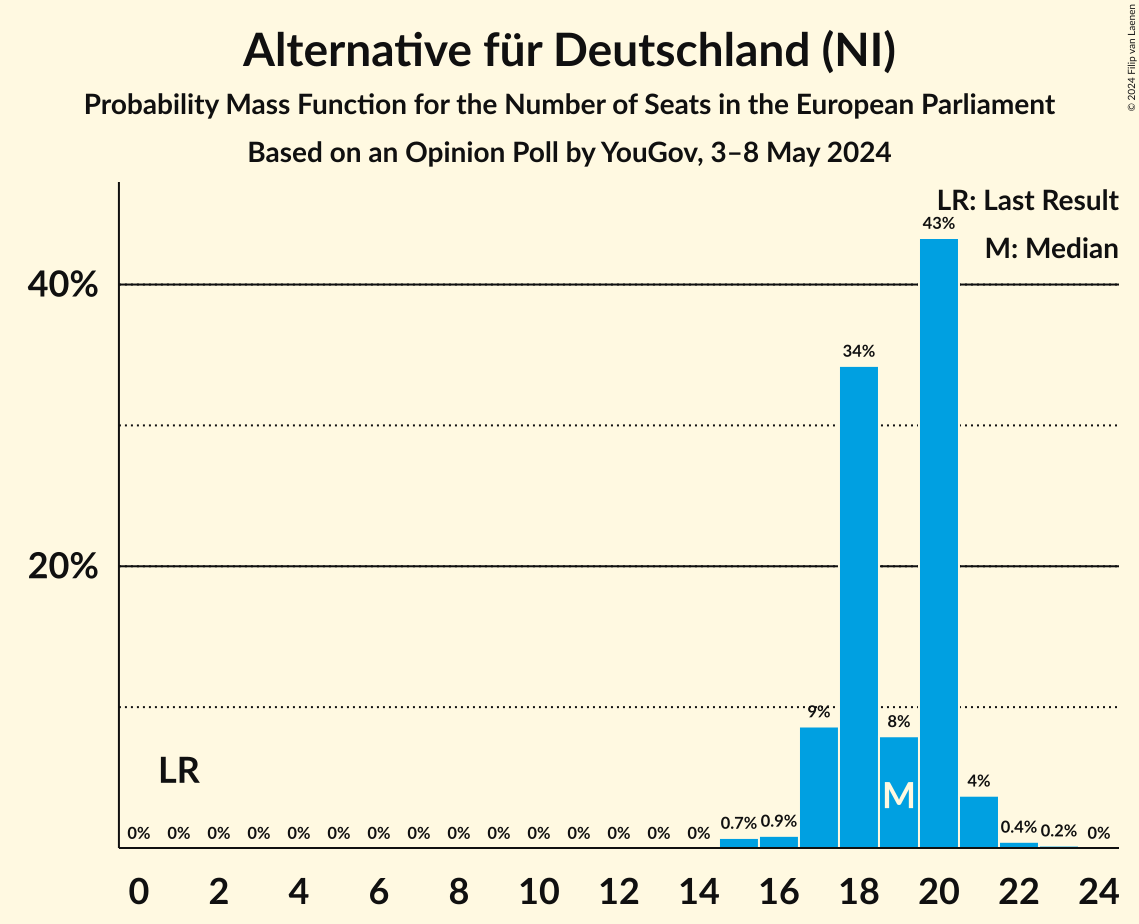 Alternative für Deutschland (NI)
Probability Mass Function for the Number of Seats in the European Parliament
Based on an Opinion Poll by YouGov, 3–8 May 2024
© 2024 Filip van Laenen
LR: Last Result
M: Median
43%
40%
34%
20%
9%
8%
4%
LR
M
0% 0% 0% 0% 0% 0% 0% 0% 0% 0% 0% 0% 0% 0% 0% 0.7% 0.9% 0.4% 0.2% 0%
0 2 4 6 8 10 12 14 16 18 20 22 24